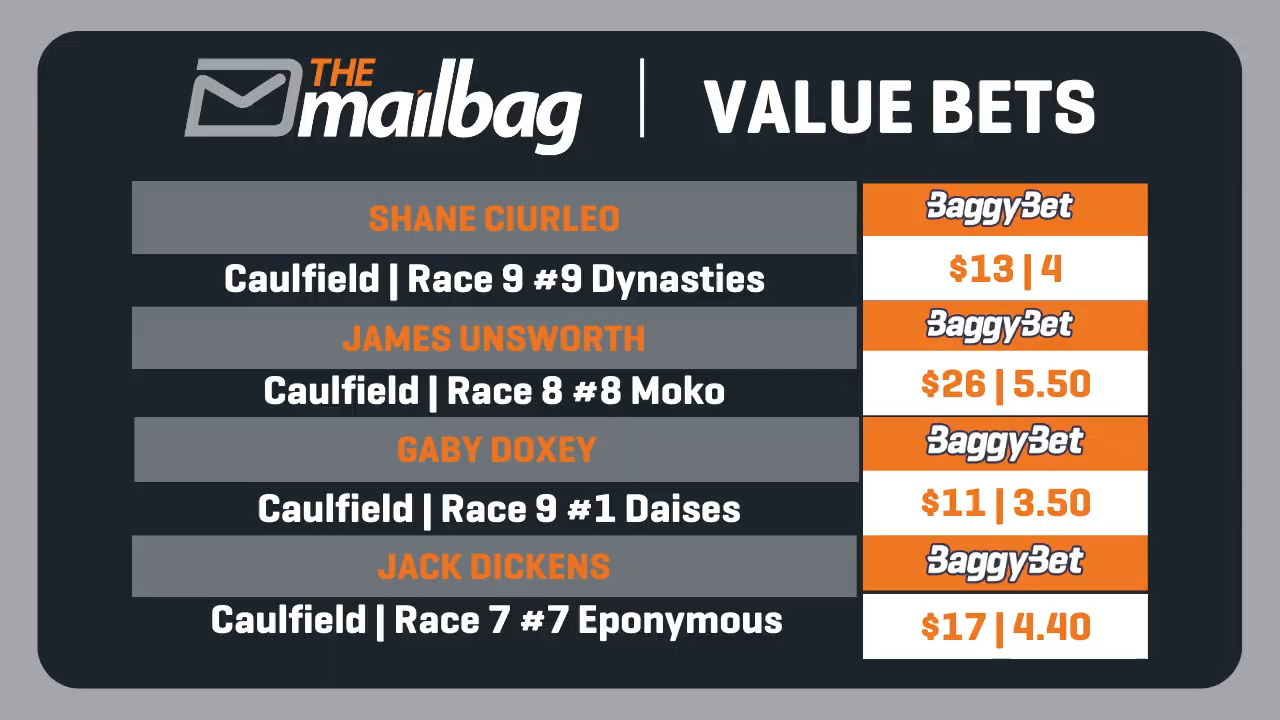 THE
mailbag
VALUE BETS
SHANE CIURLEO
BaggyBet
Caulfield | Race 9 #9 Dynasties
$13 | 4
JAMES UNSWORTH
BaggyBet
Caulfield | Race 8 #8 Moko
$26 | 5.50
GABY DOXEY
BaggyBet
Caulfield | Race 9 #1 Daises
$11 | 3.50
JACK DICKENS
BaggyBet
Caulfield | Race 7 #7 Eponymous
$17 | 4.40